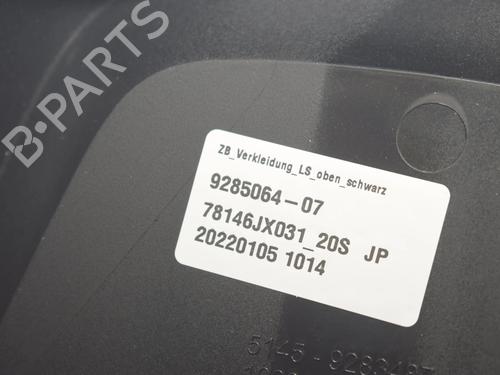 B-PARTS
ZB_Verkleidung_LS_oben_schwarz
9285064-07
78146JX031_20S JP
20220105 1014